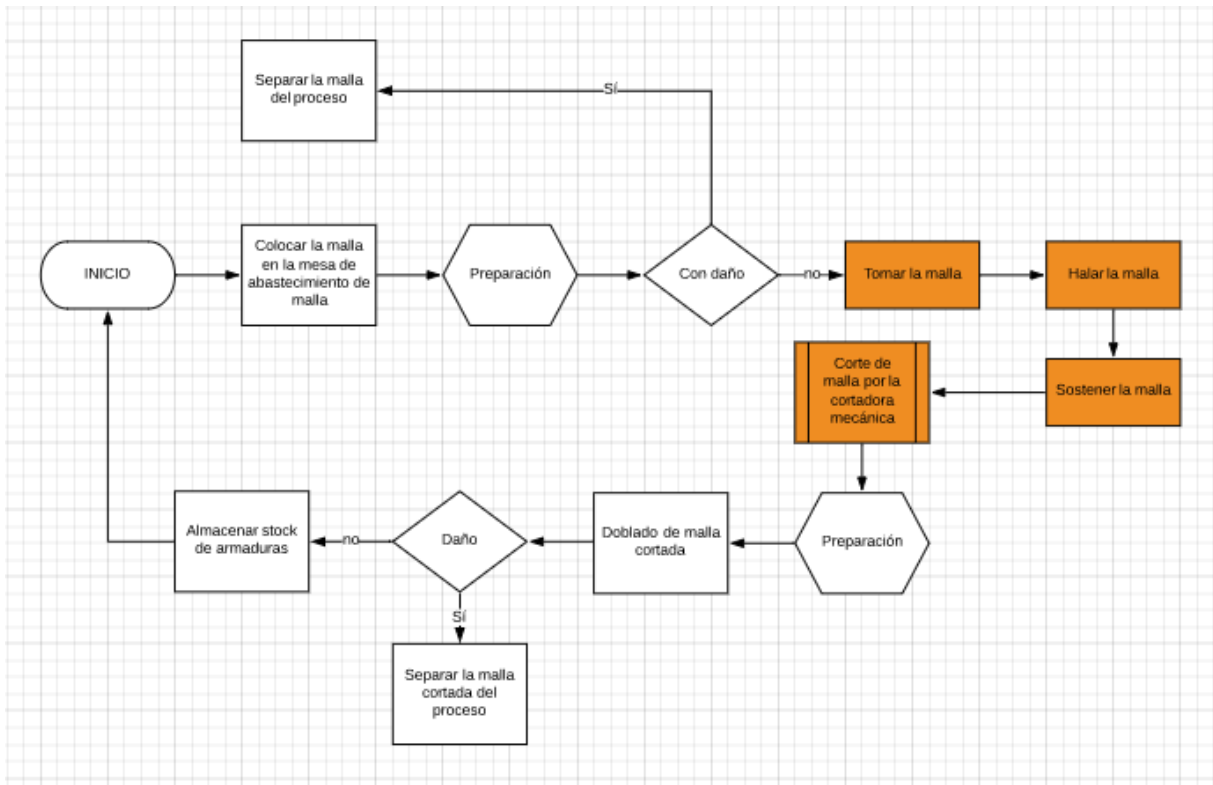 Separar la malla
del proceso
Sí
INICIO
Colocar la malla
en la mesa de
abastecimiento de
malla
Preparación
Con daño
no
Tomar la malla
Halar la malla
Corte de
malla por la
cortadora
mecánica
Sostener la malla
Almacenar stock
de armaduras
no
Daño
Doblado de malla
cortada
Preparación
Sí
Separar la malla
cortada del
proceso